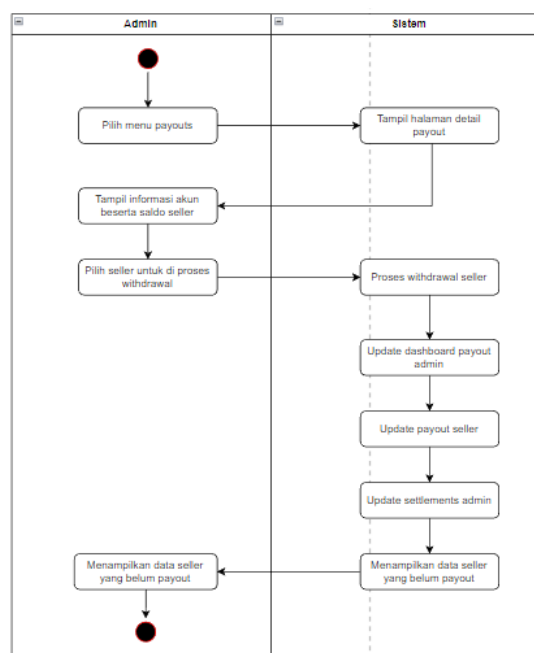 Admin
Sistem
Pilih menu payouts
Tampil halaman detail
payout
Tampil informasi akun
beserta saldo seller
Pilih seller untuk di proses
withdrawal
Proses withdrawal seller
Update dashboard payout
admin
Update payout seller
Update settlements admin
Menampilkan data seller
yang belum payout
Menampilkan data seller
yang belum payout